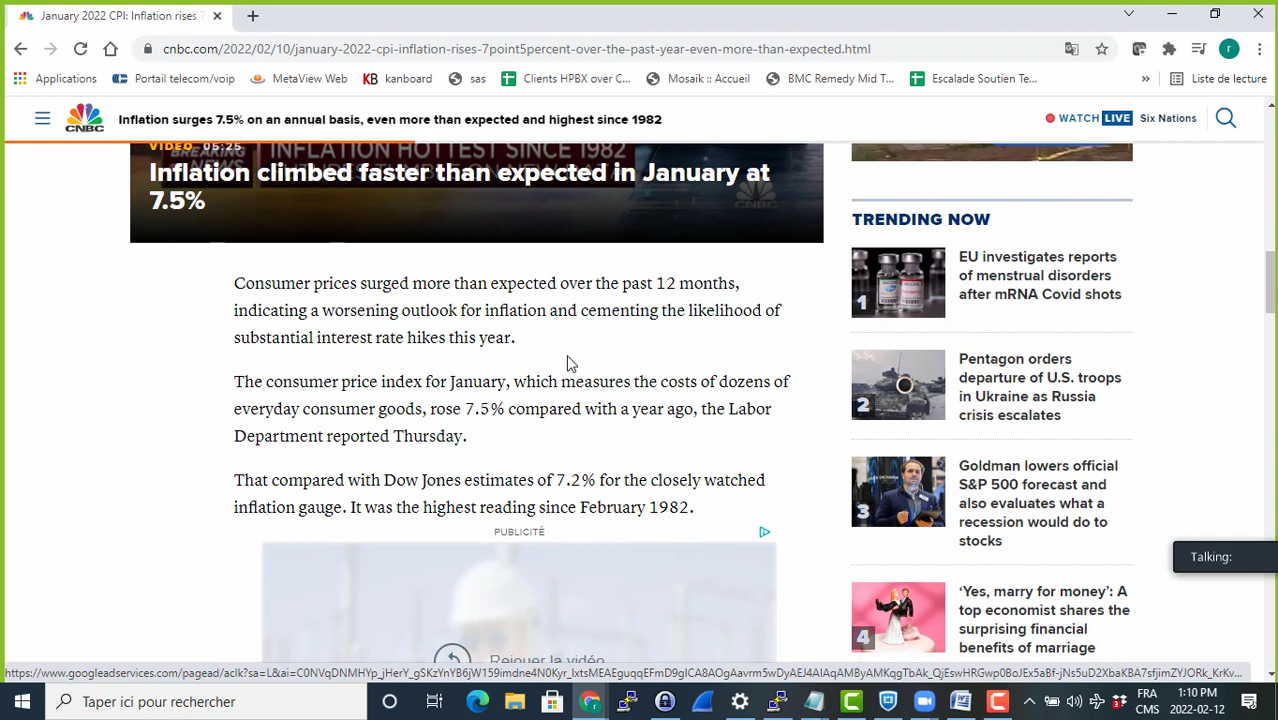 January 2022 CPI: Inflation rises 7
cnbc.com/2022/02/10/january-2022-cpi-inflation-rises-7point5percent-over-the-past-year-even-more-than-expected.html
r
Applications
Portail telecom/voip
MetaView Web
KB kanboard
sas
Clients HPBX over C...
Mosaik :: Accueil
BMC Remedy Mid T...
Escalade Soutien Te...
»
Liste de lecture
CNBC
Inflation surges 7.5% on an annual basis, even more than expected and highest since 1982
WATCH LIVE Six Nations
VIDEO 05:25
BREAKING
INFLATION HOTTEST SINCE 1982
Inflation climbed faster than expected in January at
7.5%
CNBC
Consumer prices surged more than expected over the past 12 months,
indicating a worsening outlook for inflation and cementing the likelihood of
substantial interest rate hikes this year.
The consumer price index for January, which measures the costs of dozens of
everyday consumer goods, rose 7.5% compared with a year ago, the Labor
Department reported Thursday.
That compared with Dow Jones estimates of 7.2% for the closely watched
inflation gauge. It was the highest reading since February 1982.
PUBLICITÉ
Rejouer la vidéo
TRENDING NOW
1
EU investigates reports
of menstrual disorders
after mRNA Covid shots
2
Pentagon orders
departure of U.S. troops
in Ukraine as Russia
crisis escalates
3
Goldman lowers official
S&P 500 forecast and
also evaluates what a
recession would do to
stocks
4
‘Yes, marry for money’: A
top economist shares the
surprising financial
benefits of marriage
Talking:
Taper ici pour rechercher
FRA
CMS
1:10 PM
2022-02-12